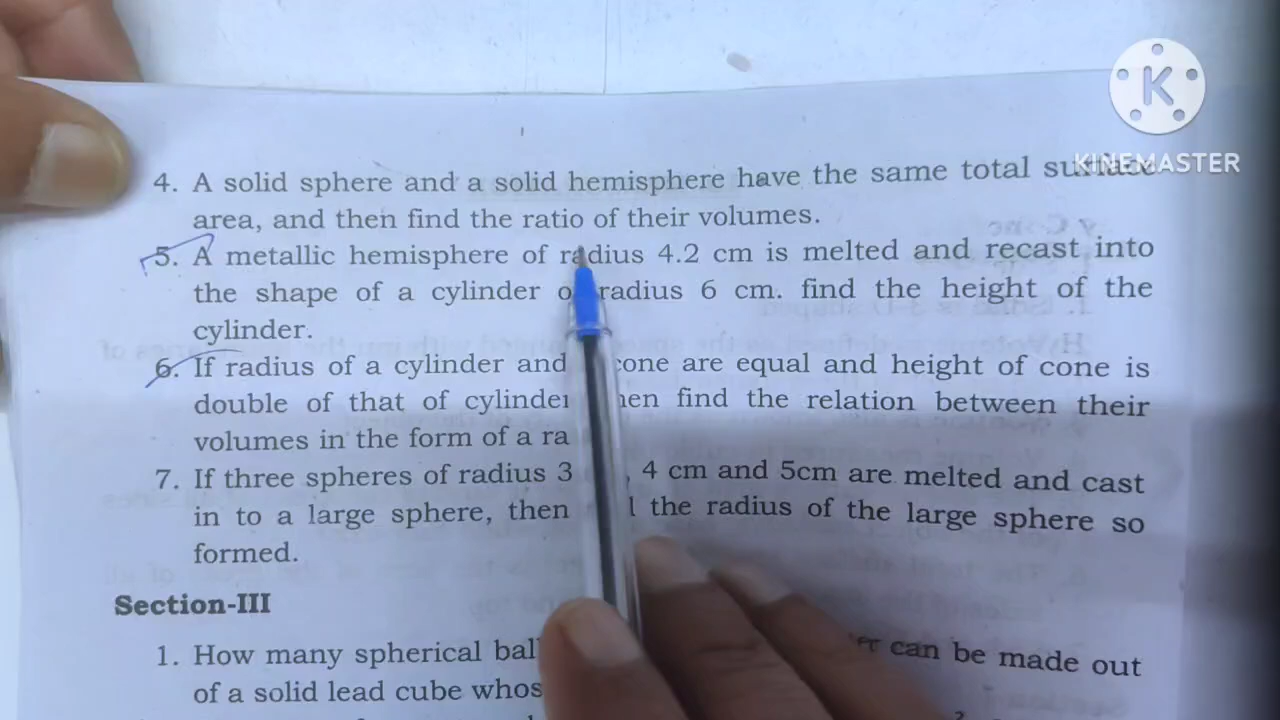 K
KINEMASTER
4. A solid sphere and a solid hemisphere have the same total surface
area, and then find the ratio of their volumes.
5. A metallic hemisphere of radius 4.2 cm is melted and recast into
the shape of a cylinder radius 6 cm. find the height of the
cylinder.
6. If radius of a cylinder and cone are equal and height of cone is
double of that of cylinder then find the relation between their
volumes in the form of a
7. If three spheres of radius 3 , 4 cm and 5cm are melted and cast
in to a large sphere, then the radius of the large sphere so
formed.
Section-III
1. How many spherical can be made out
of a solid lead cube